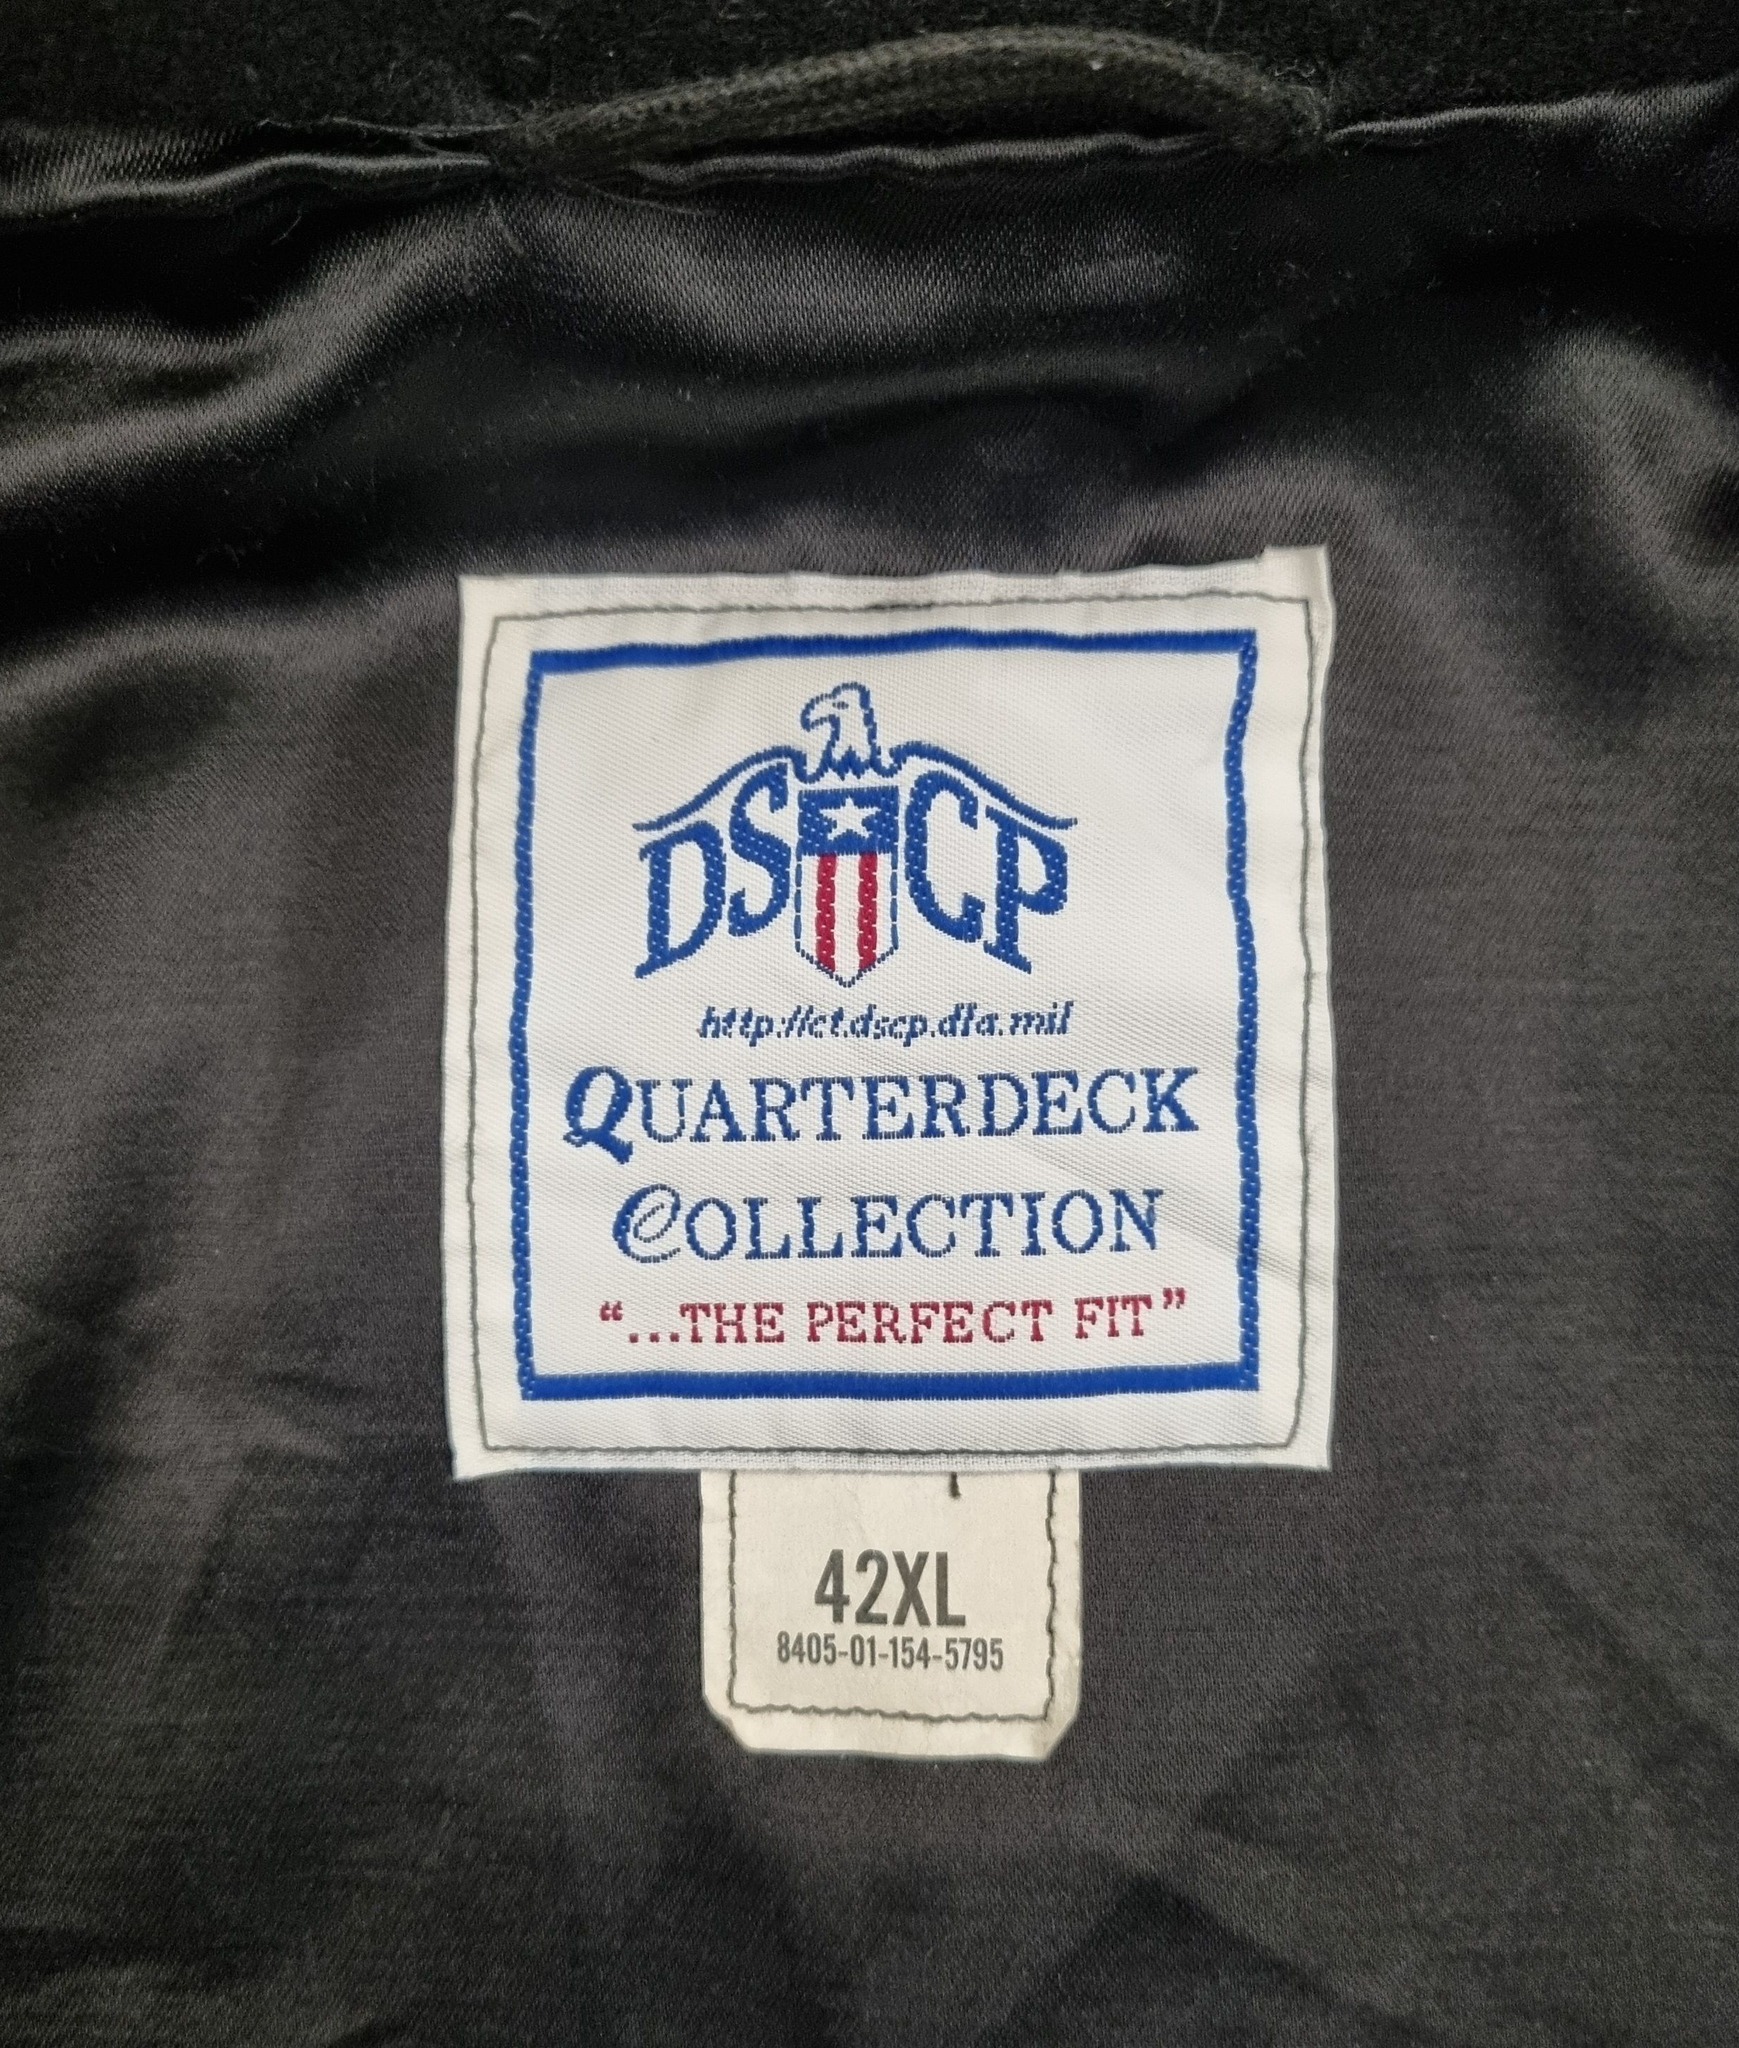 DSCP
http://ct.dscp.dla.mil
QUARTERDECK
COLLECTION
"...THE PERFECT FIT"
42XL
8405-01-154-5795